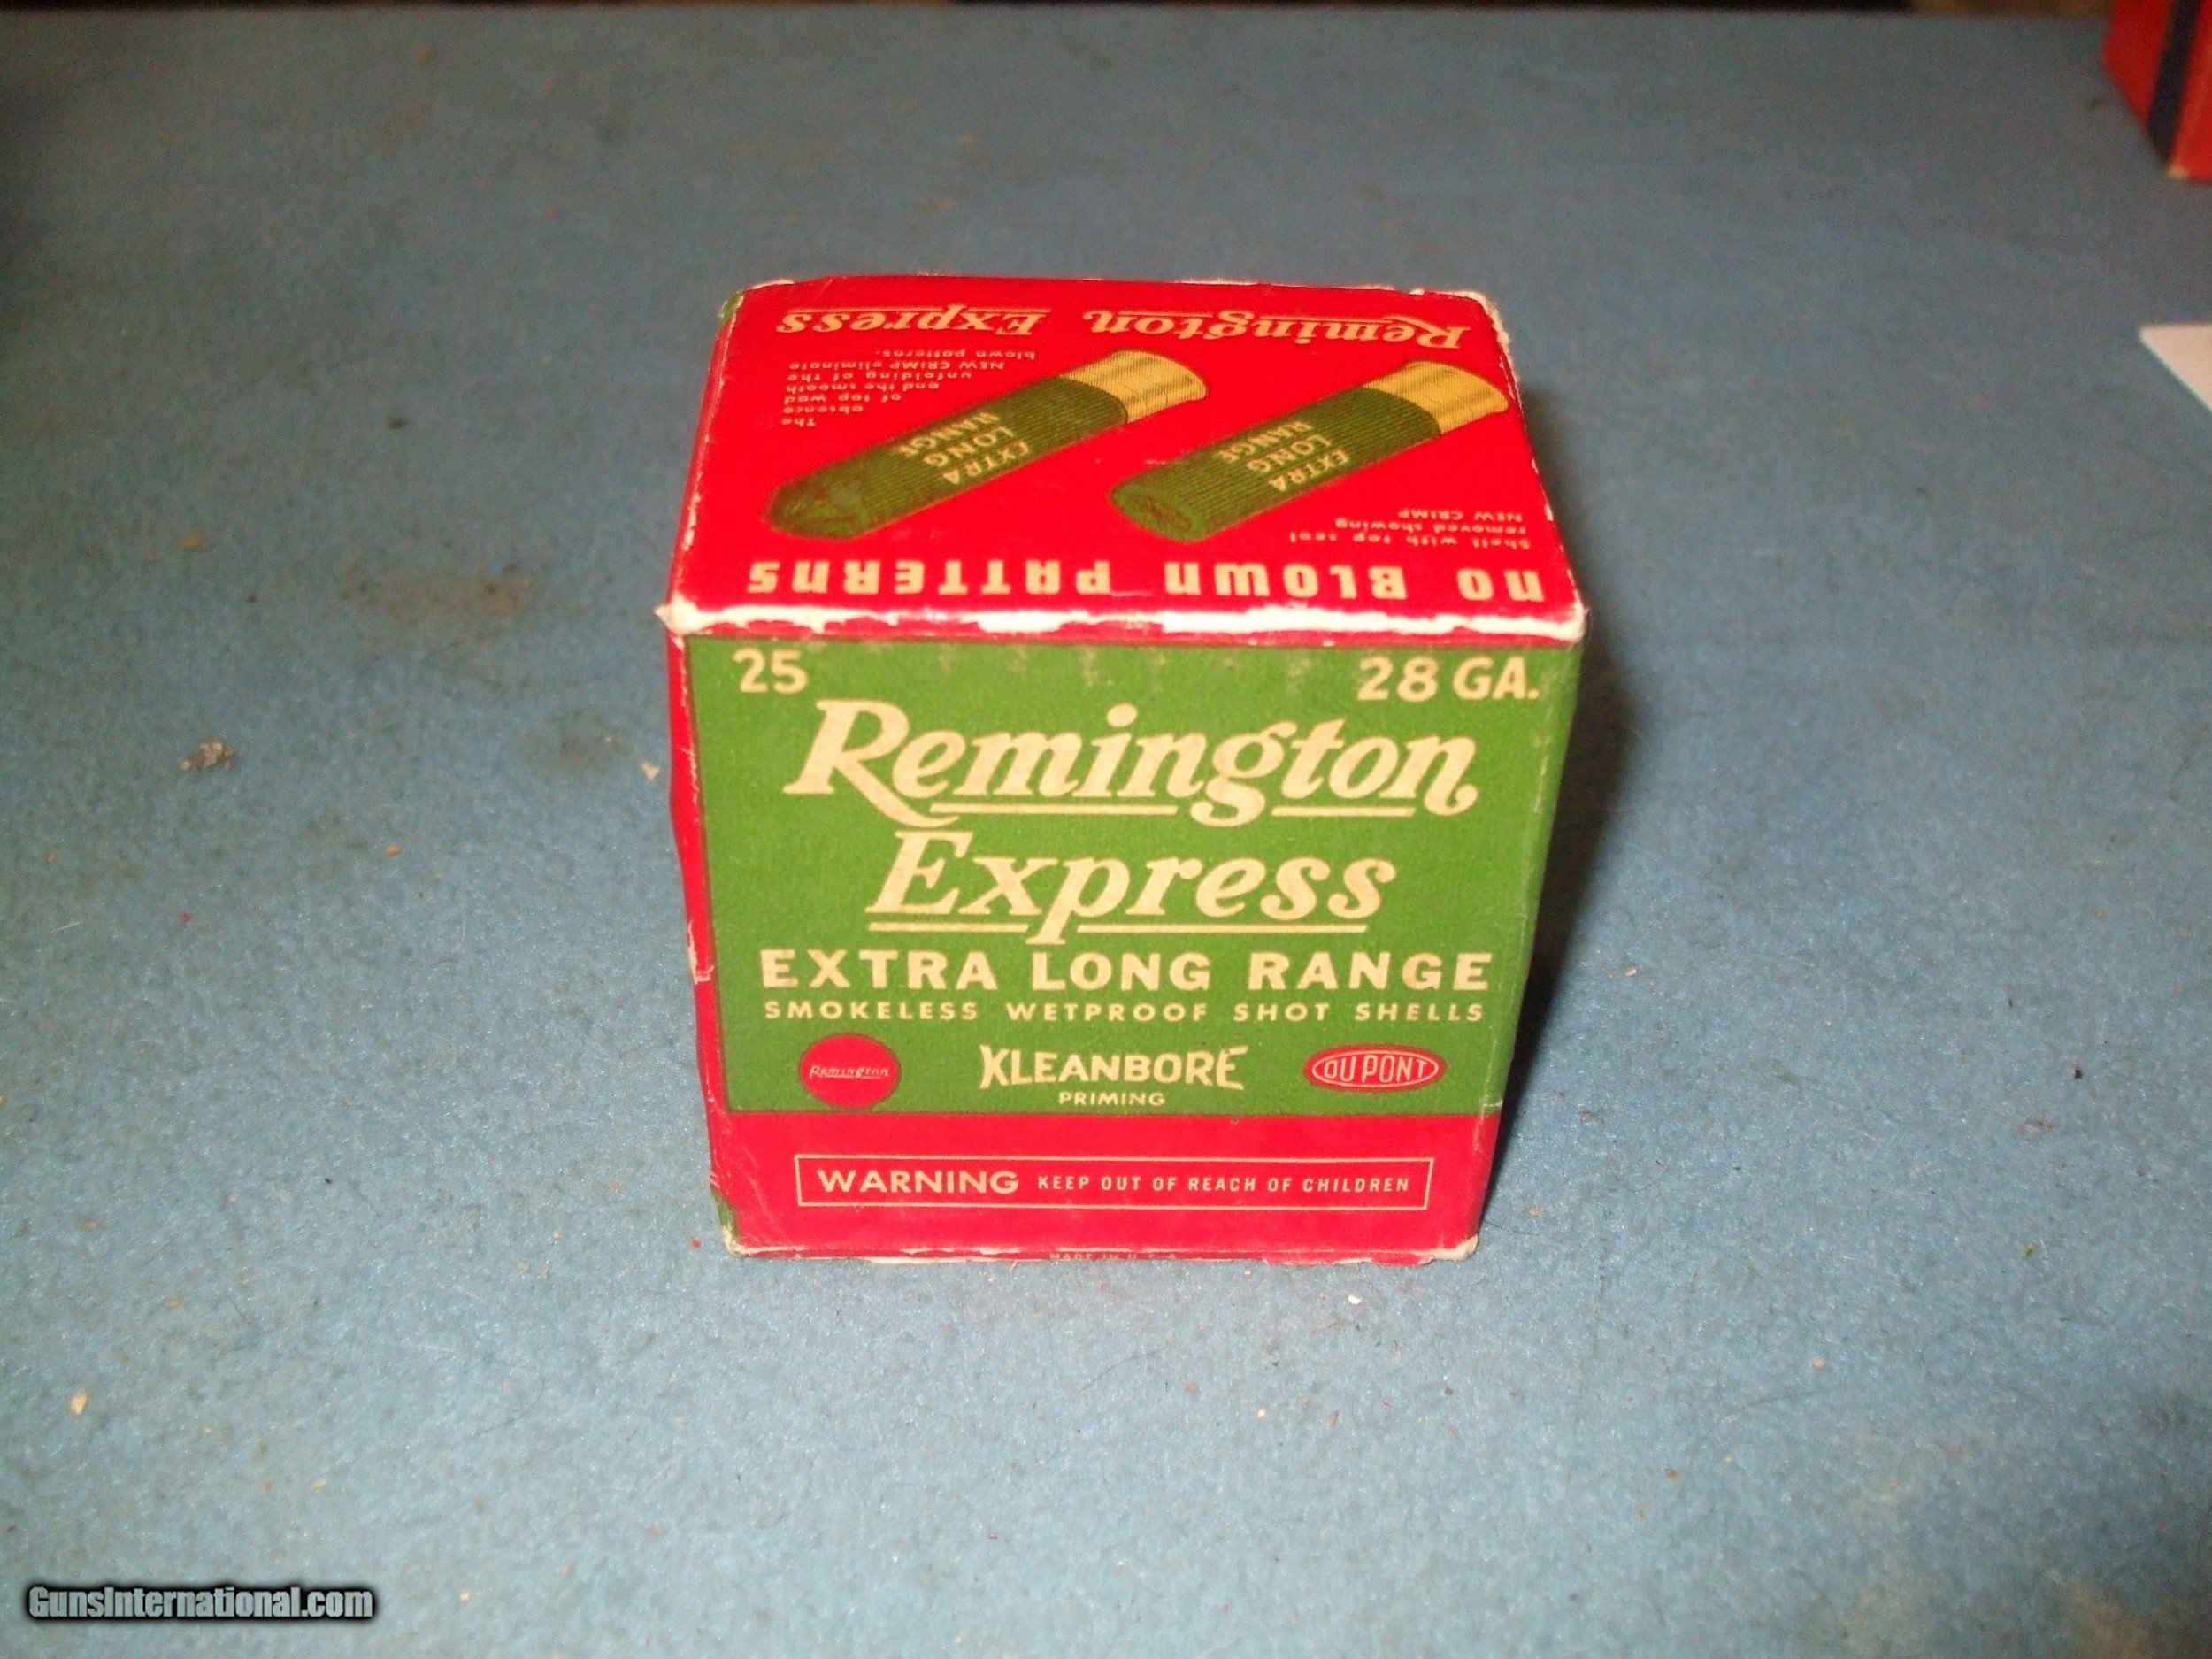 Remington Express
The
absence
of top wad
and the smooth
unfolding of the
NEW CRIMP eliminate
blown patterns.
EXTRA
LONG
RANGE
EXTRA
LONG
RANGE
Shell with top seal
removed showing
NEW CRIMP
NO BLOWN PATTERNS
25 28 GA.
Remington
Express
EXTRA LONG RANGE
SMOKELESS WETPROOF SHOT SHELLS
Remington KLEANBORE DU PONT
PRIMING
WARNING KEEP OUT OF REACH OF CHILDREN
MADE IN U.S.A.
GunsInternational.com